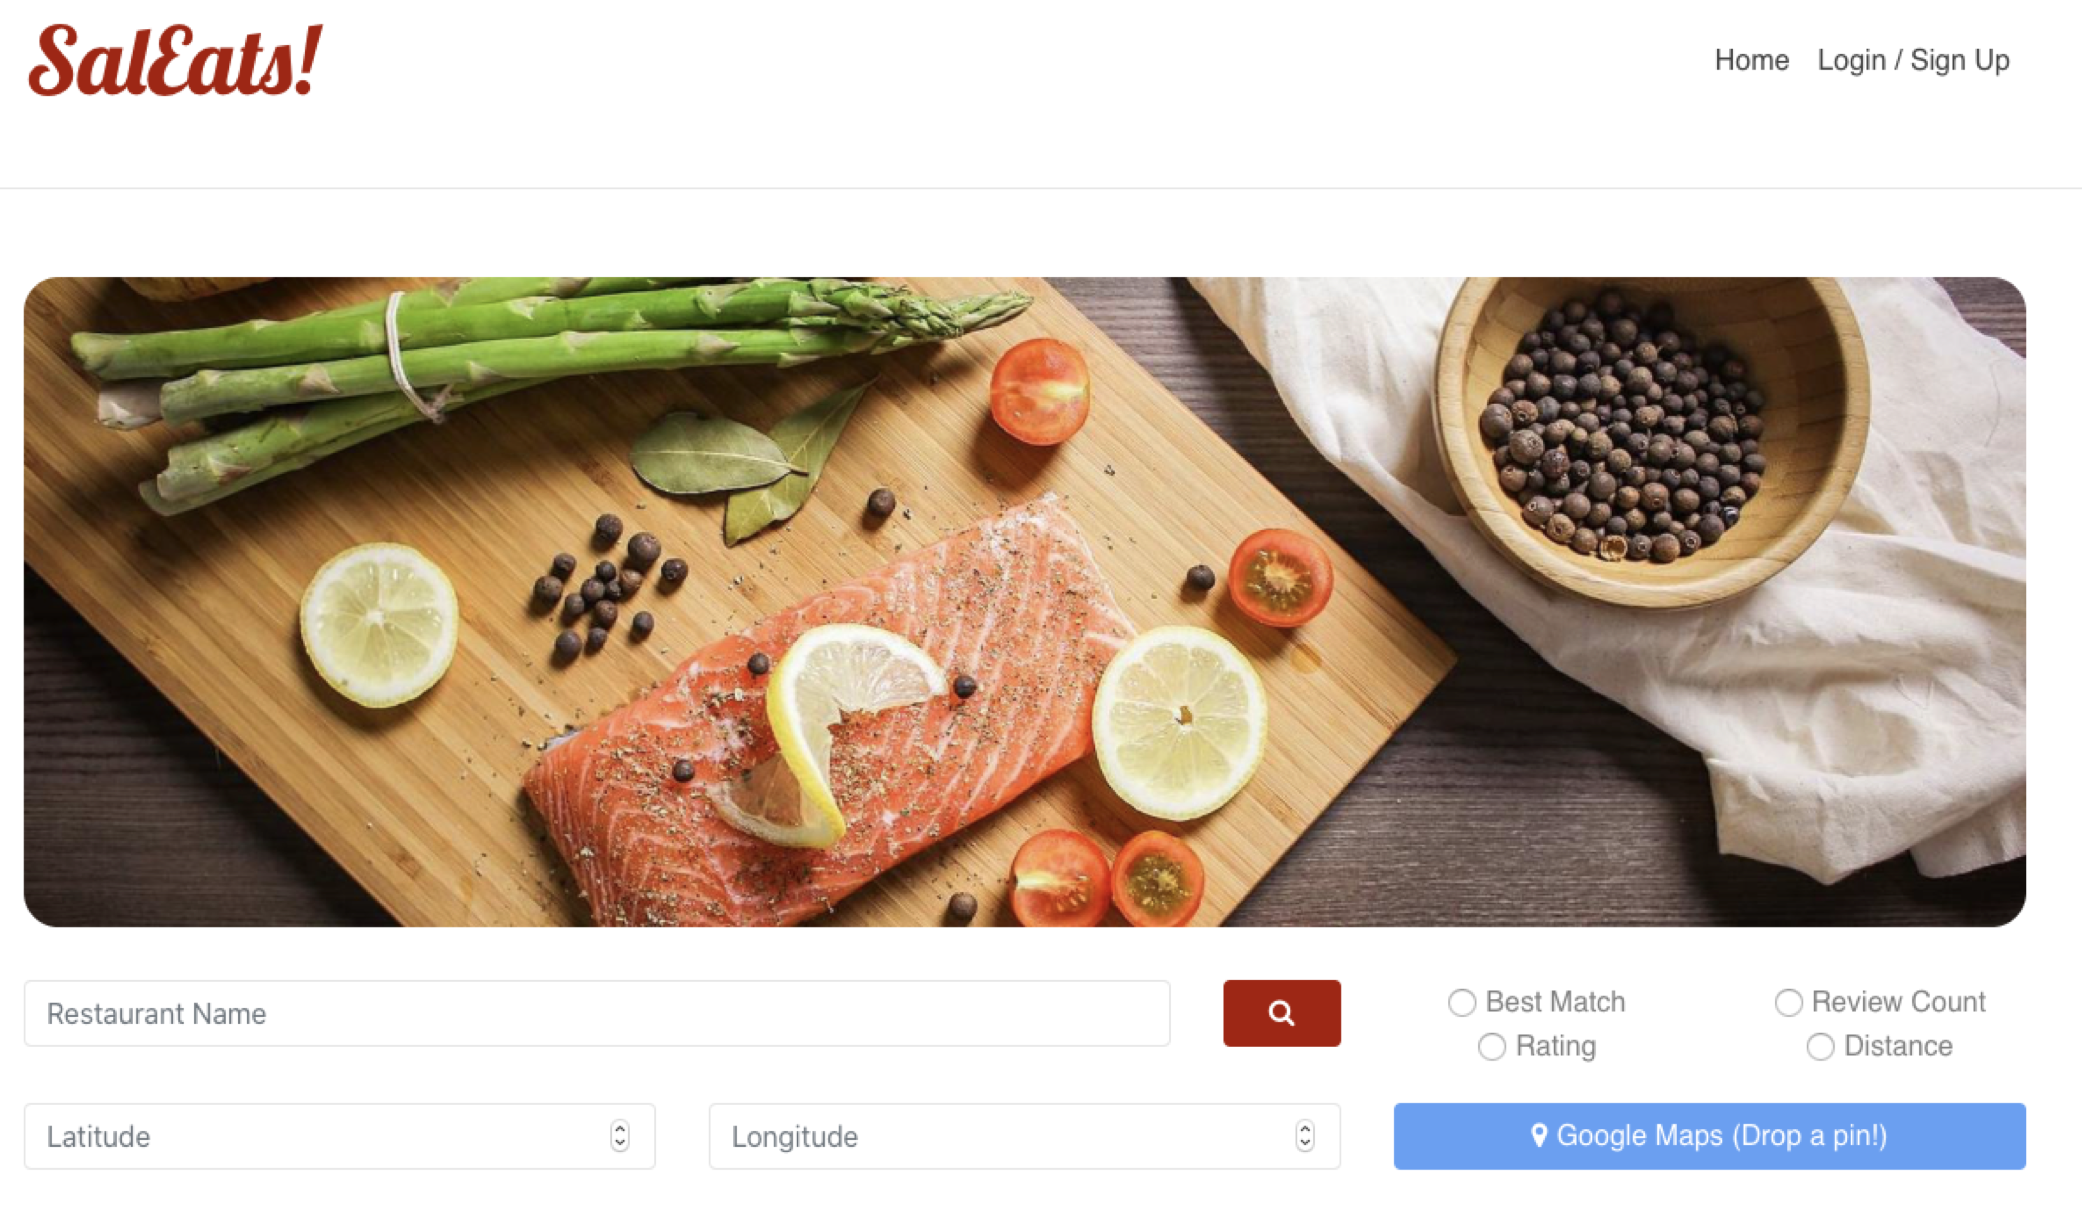 SalEats!
Home Login / Sign Up
Restaurant Name
Best Match Review Count
Rating Distance
Latitude Longitude Google Maps (Drop a pin!)